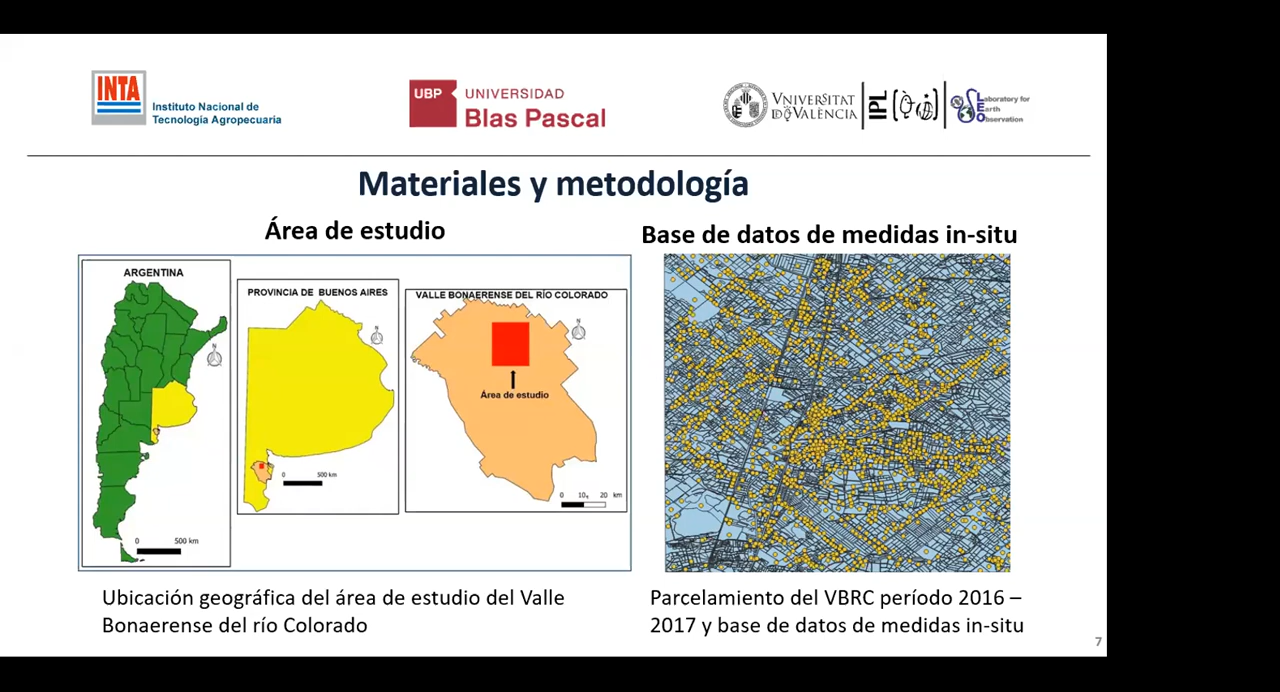 INTA
Instituto Nacional de
Tecnología Agropecuaria
UBP
UNIVERSIDAD
Blas Pascal
VNIVERSITAT
DE VALÈNCIA
IPL
LEO
Laboratory for
Earth
Observation
Materiales y metodología
Área de estudio
Base de datos de medidas in-situ
ARGENTINA
N
0 500 km
PROVINCIA DE BUENOS AIRES
N
0 500 km
VALLE BONAERENSE DEL RÍO COLORADO
N
Área de estudio
0 10 20 km
Ubicación geográfica del área de estudio del Valle
Bonaerense del río Colorado
Parcelamiento del VBRC período 2016 –
2017 y base de datos de medidas in-situ
7